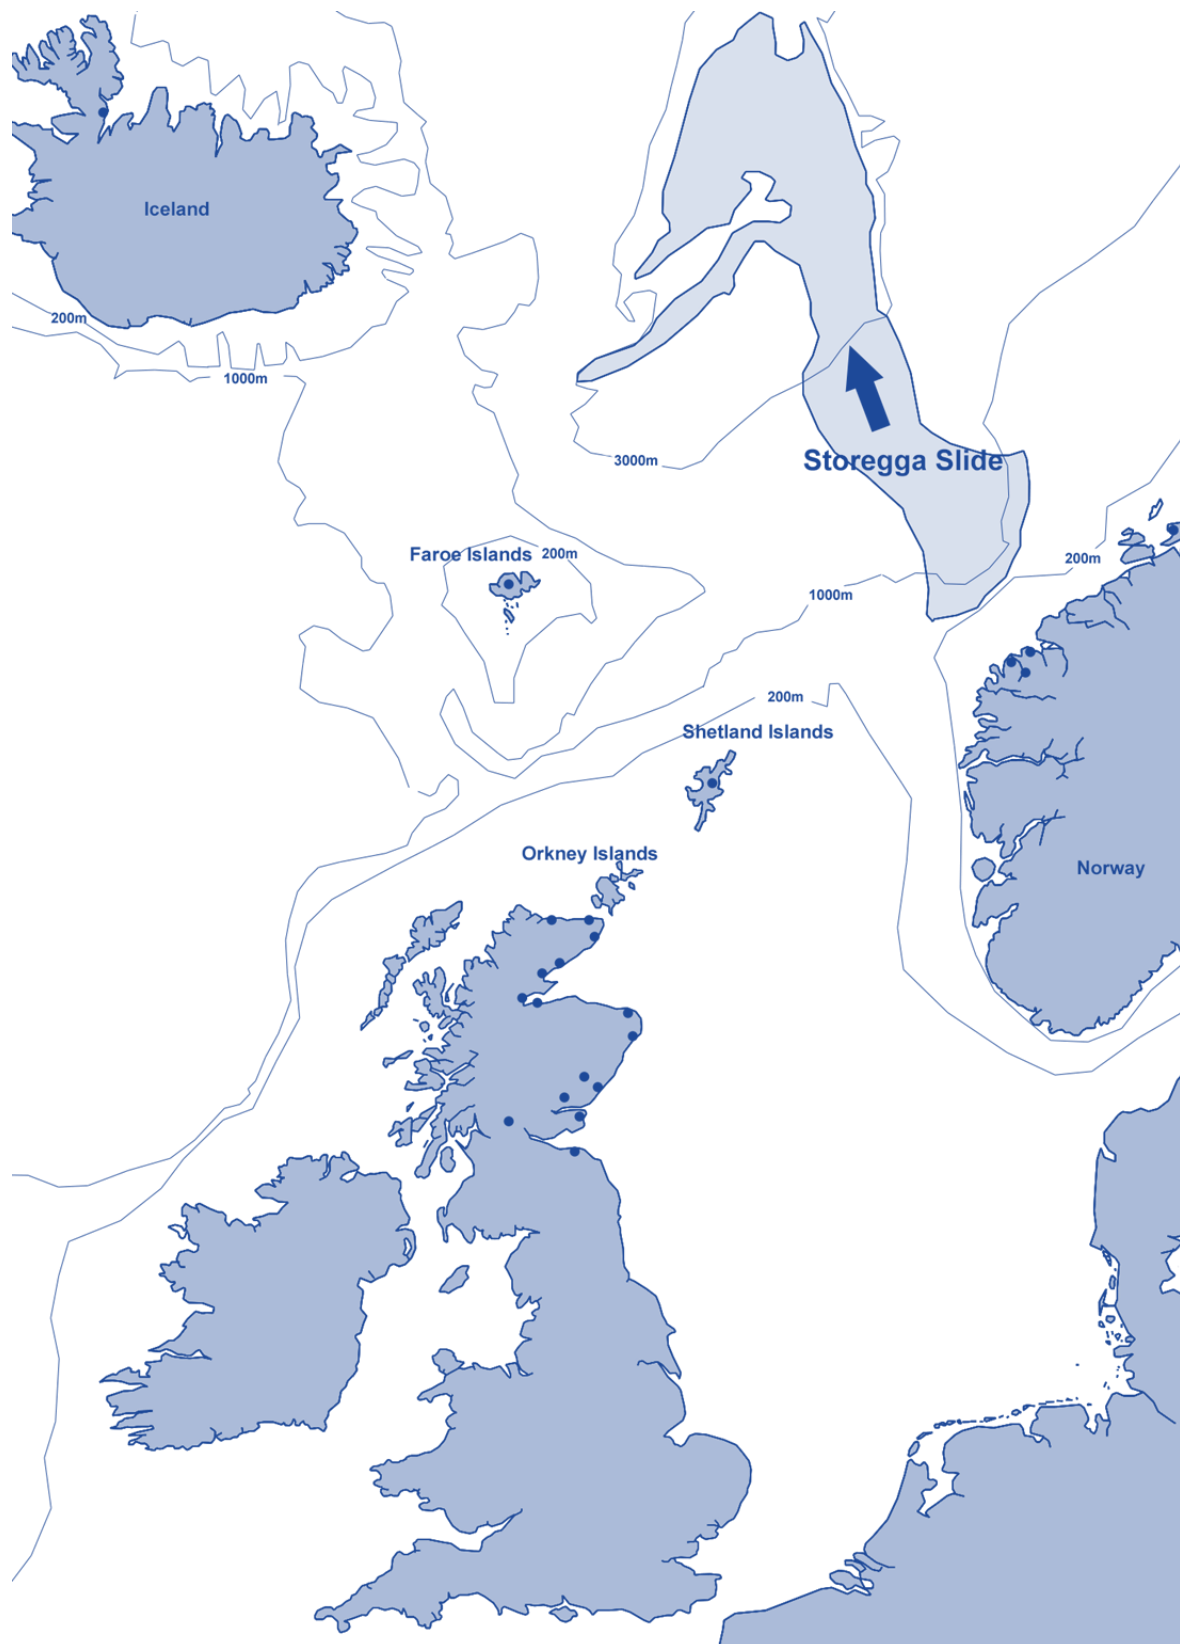 Iceland
200m
1000m
3000m
Storegga Slide
Faroe Islands
200m
200m
1000m
200m
Shetland Islands
Orkney Islands
Norway